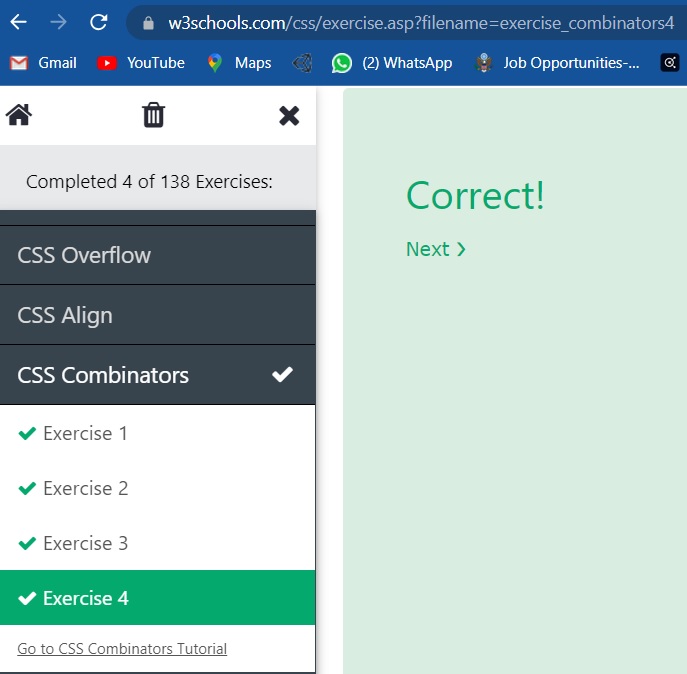 w3schools.com/css/exercise.asp?filename=exercise_combinators4
Gmail YouTube Maps (2) WhatsApp Job Opportunities-...
Completed 4 of 138 Exercises:
CSS Overflow
CSS Align
CSS Combinators
Exercise 1
Exercise 2
Exercise 3
Exercise 4
Go to CSS Combinators Tutorial
Correct!
Next ❯